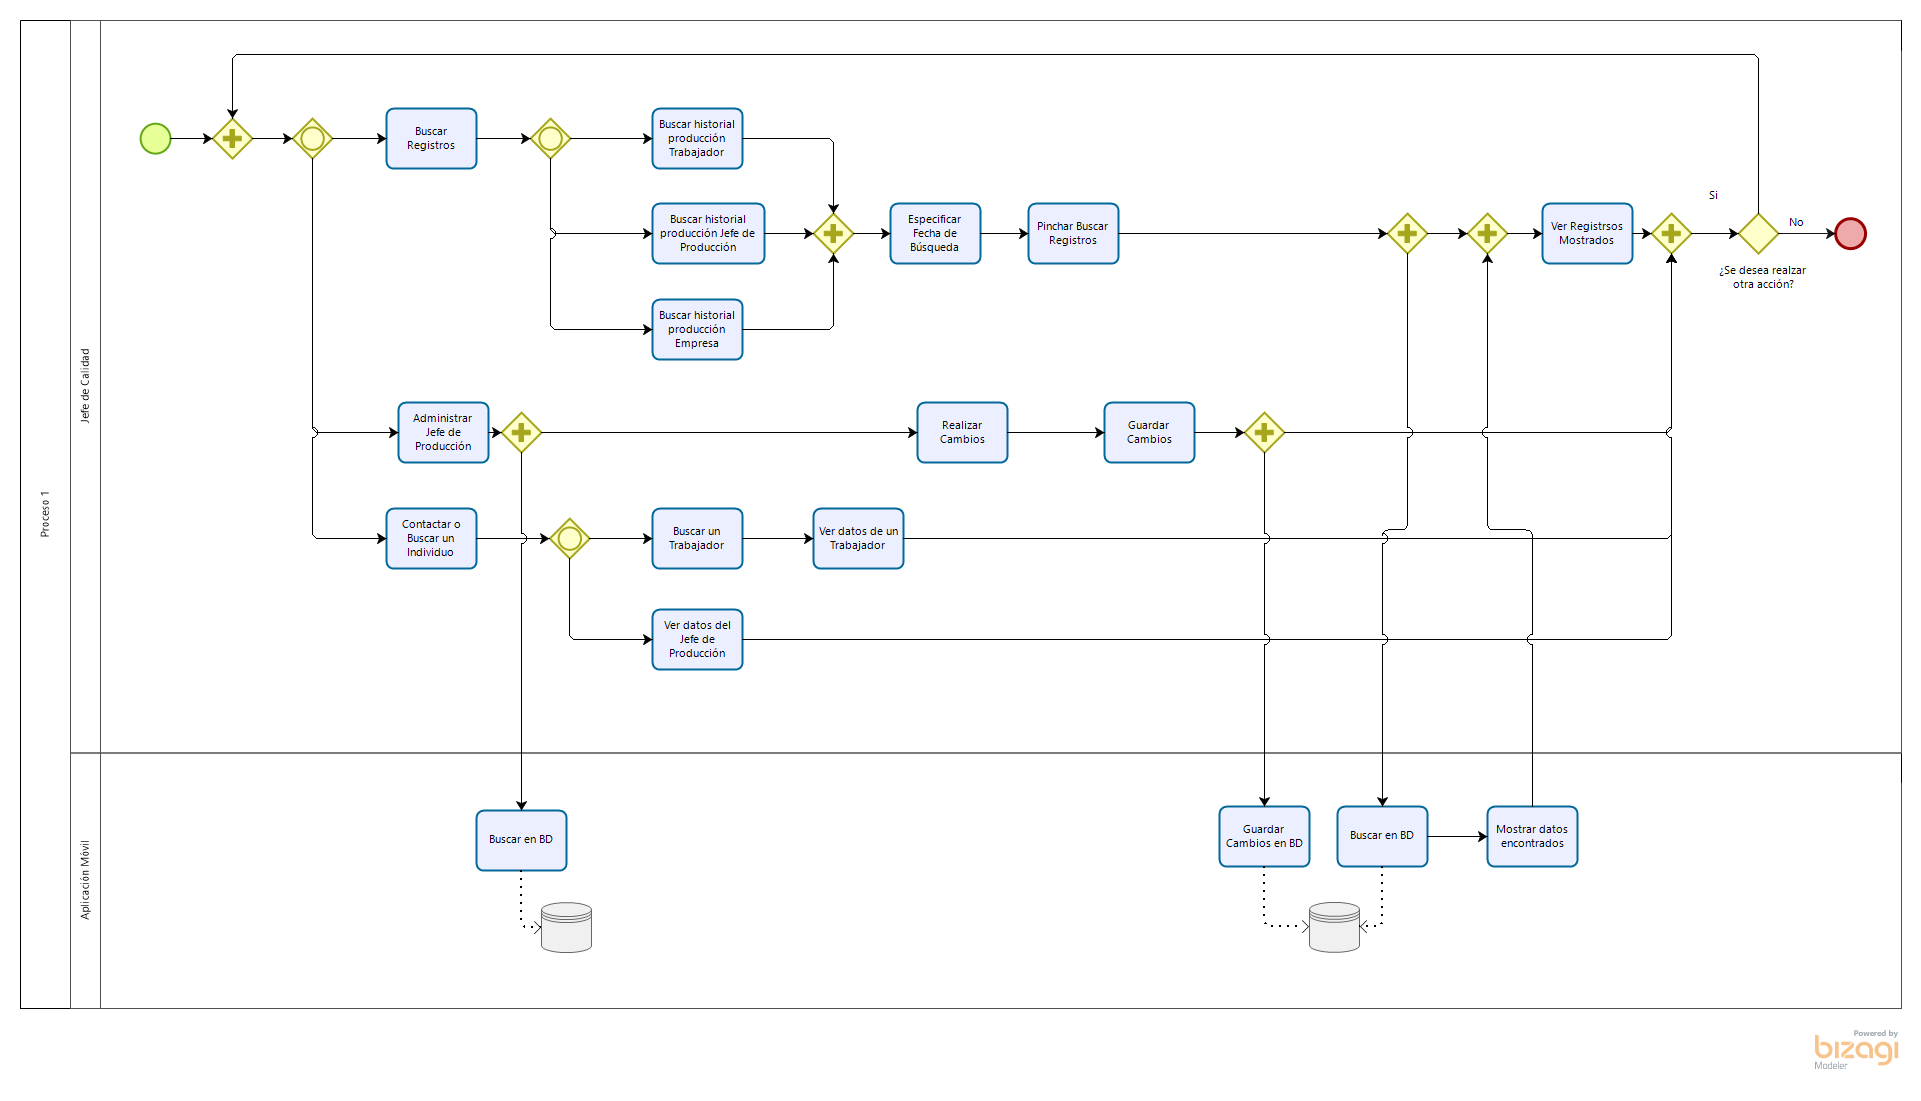 Proceso 1
Jefe de Calidad
Buscar
Registros
Buscar historial
producción
Trabajador
Buscar historial
producción Jefe de
Producción
Buscar historial
producción
Empresa
Especificar
Fecha de
Búsqueda
Pinchar Buscar
Registros
Ver Registrsos
Mostrados
Si
No
¿Se desea realzar
otra acción?
Administrar
Jefe de
Producción
Realizar
Cambios
Guardar
Cambios
Contactar o
Buscar un
Individuo
Buscar un
Trabajador
Ver datos de un
Trabajador
Ver datos del
Jefe de
Producción
Aplicación Móvil
Buscar en BD
Guardar
Cambios en BD
Buscar en BD
Mostrar datos
encontrados
Powered by
bizagi
Modeler